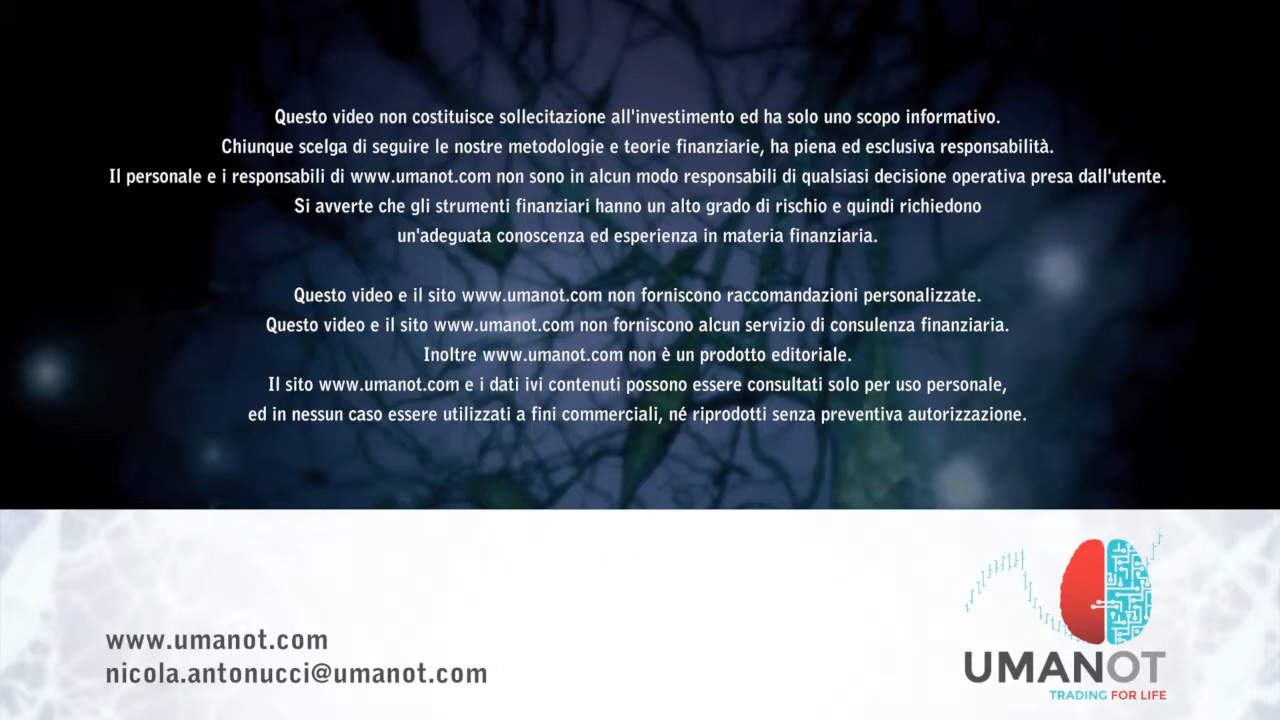 Questo video non costituisce sollecitazione all'investimento ed ha solo uno scopo informativo.
Chiunque scelga di seguire le nostre metodologie e teorie finanziarie, ha piena ed esclusiva responsabilità.
Il personale e i responsabili di www.umanot.com non sono in alcun modo responsabili di qualsiasi decisione operativa presa dall'utente.
Si avverte che gli strumenti finanziari hanno un alto grado di rischio e quindi richiedono
un'adeguata conoscenza ed esperienza in materia finanziaria.
Questo video e il sito www.umanot.com non forniscono raccomandazioni personalizzate.
Questo video e il sito www.umanot.com non forniscono alcun servizio di consulenza finanziaria.
Inoltre www.umanot.com non è un prodotto editoriale.
Il sito www.umanot.com e i dati ivi contenuti possono essere consultati solo per uso personale,
ed in nessun caso essere utilizzati a fini commerciali, né riprodotti senza preventiva autorizzazione.
www.umanot.com
nicola.antonucci@umanot.com
UMANOT
TRADING FOR LIFE